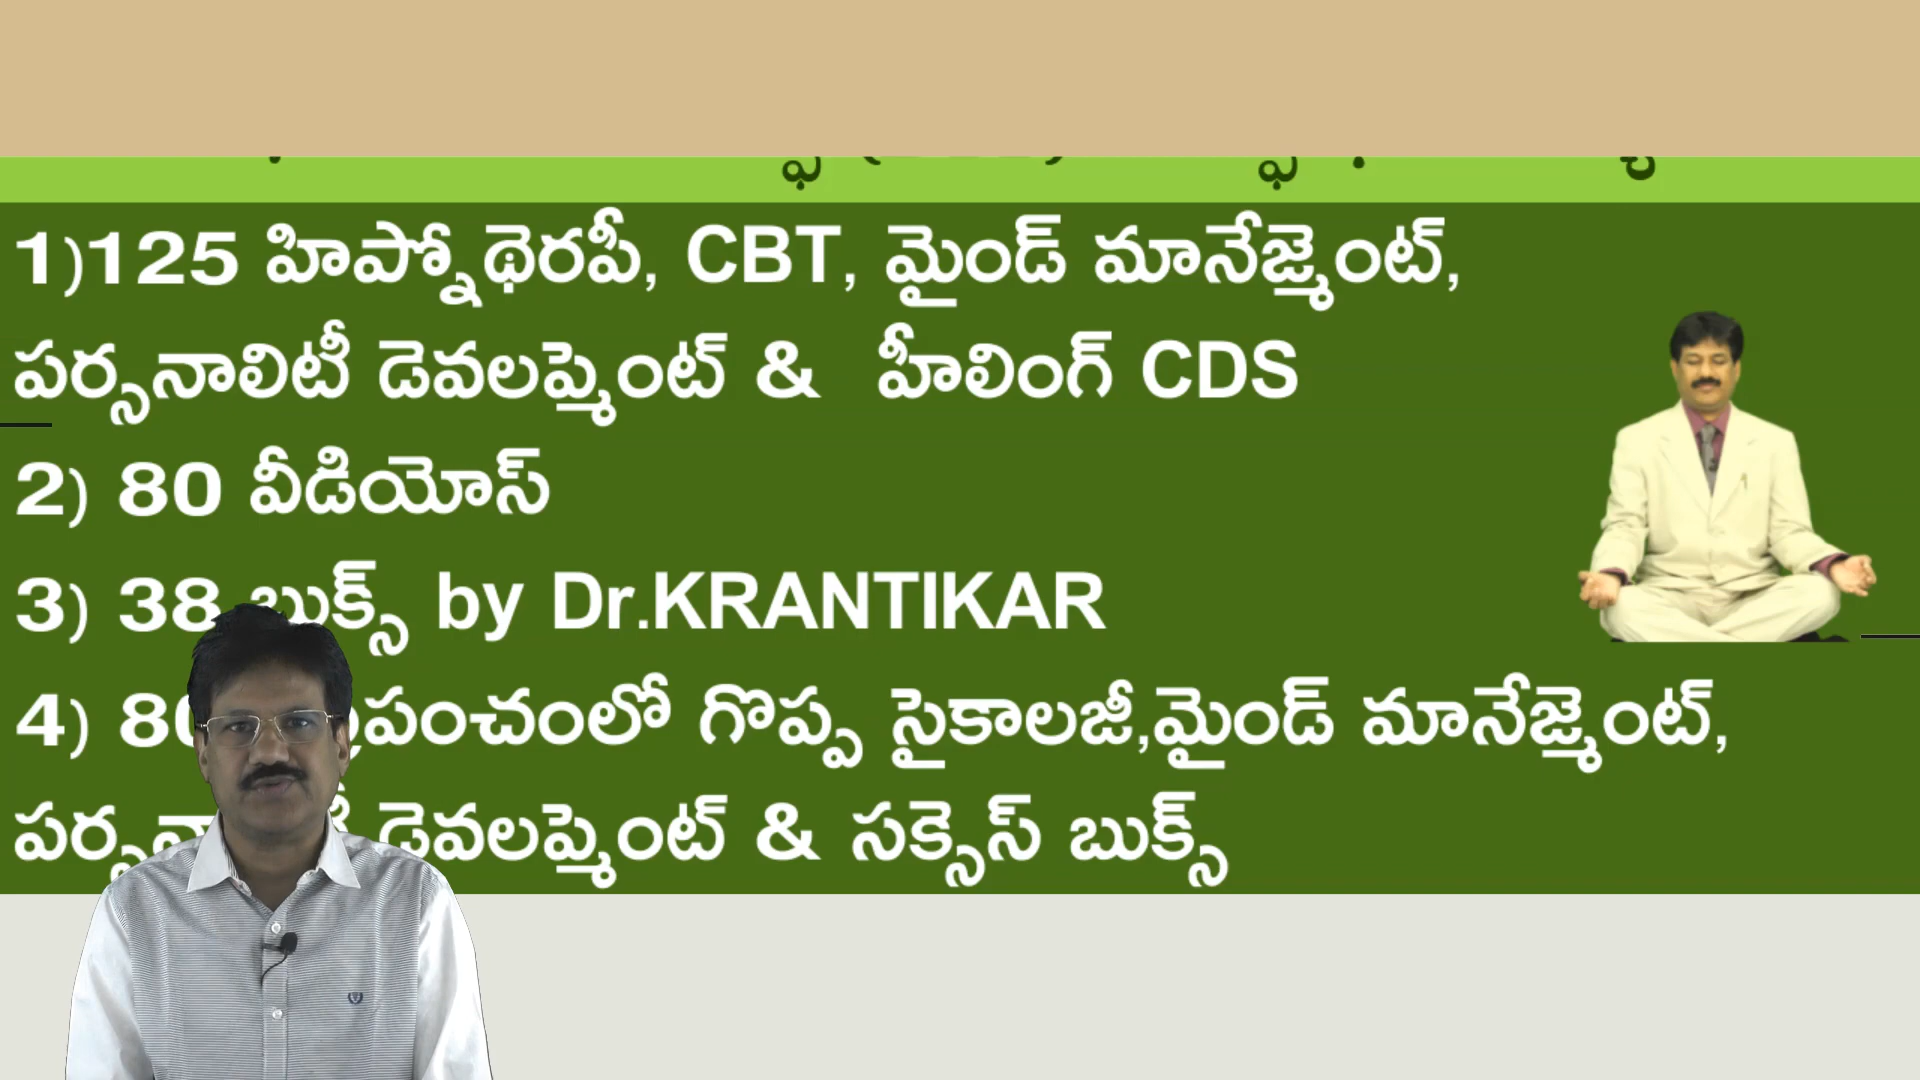 1)125 హిప్నోథెరపీ, CBT, మైండ్ మానేజ్మెంట్,
పర్సనాలిటీ డెవలప్మెంట్ & హీలింగ్ CDS
2) 80 వీడియోస్
3) 38 బుక్స్ by Dr.KRANTIKAR
4) 80 ప్రపంచంలో గొప్ప సైకాలజీ,మైండ్ మానేజ్మెంట్,
డెవలప్మెంట్ & సక్సెస్ బుక్స్